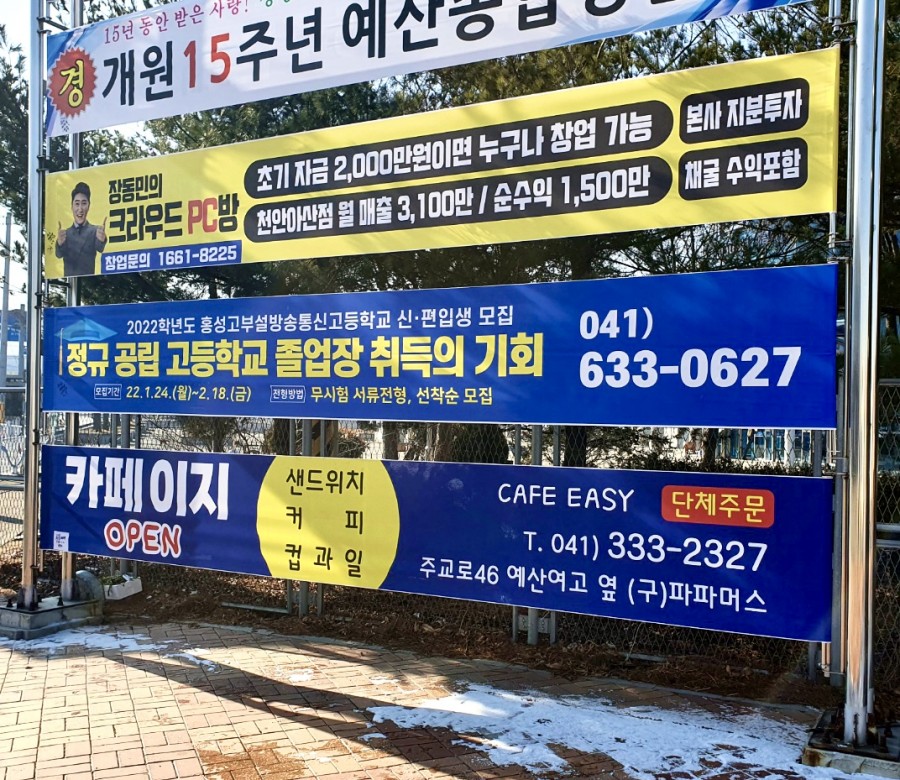 15년 동안 받은 사랑!
경 개원15주년 예산종합병원
장동민의
크라우드 PC방
창업문의 1661-8225
초기 자금 2,000만원이면 누구나 창업 가능
천안아산점 월 매출 3,100만 / 순수익 1,500만
본사 지분투자
채굴 수익포함
2022학년도 홍성고부설방송통신고등학교 신·편입생 모집
정규 공립 고등학교 졸업장 취득의 기회
모집기간 22.1.24.(월)~2.18.(금) 전형방법 무시험 서류전형, 선착순 모집
041)
633-0627
카페 이지
OPEN
샌드위치
커 피
컵과일
CAFE EASY 단체주문
T. 041) 333-2327
주교로46 예산여고 옆 (구)파파머스